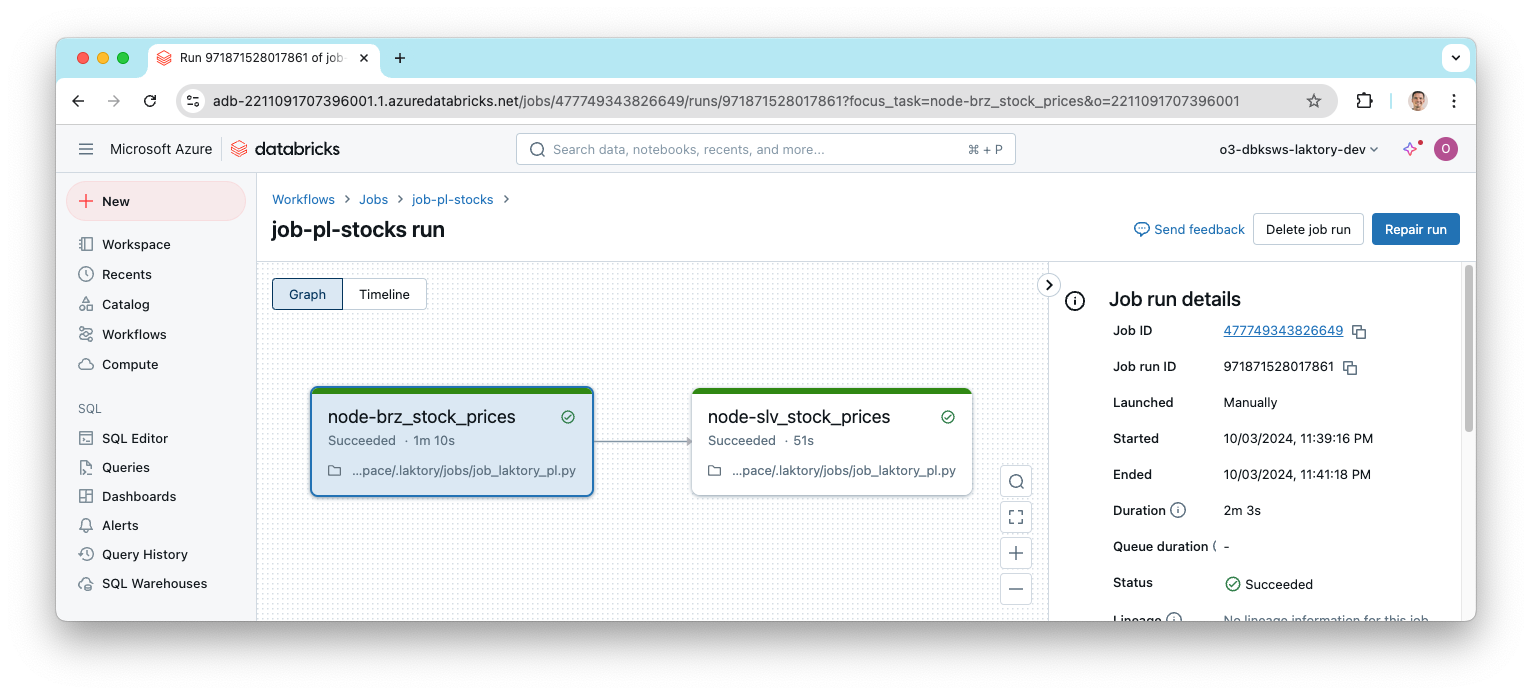 Run 971871528017861 of job-
adb-2211091707396001.1.azuredatabricks.net/jobs/477749343826649/runs/971871528017861?focus_task=node-brz_stock_prices&o=2211091707396001
Microsoft Azure
databricks
Search data, notebooks, recents, and more...
⌘ + P
o3-dbksws-laktory-dev
O
New
Workspace
Recents
Catalog
Workflows
Compute
SQL
SQL Editor
Queries
Dashboards
Alerts
Query History
SQL Warehouses
Workflows > Jobs > job-pl-stocks >
job-pl-stocks run
Send feedback
Delete job run
Repair run
Graph
Timeline
node-brz_stock_prices
Succeeded · 1m 10s
...pace/.laktory/jobs/job_laktory_pl.py
node-slv_stock_prices
Succeeded · 51s
...pace/.laktory/jobs/job_laktory_pl.py
Job run details
Job ID 477749343826649
Job run ID 971871528017861
Launched Manually
Started 10/03/2024, 11:39:16 PM
Ended 10/03/2024, 11:41:18 PM
Duration 2m 3s
Queue duration -
Status Succeeded
Lineage No lineage information for this job